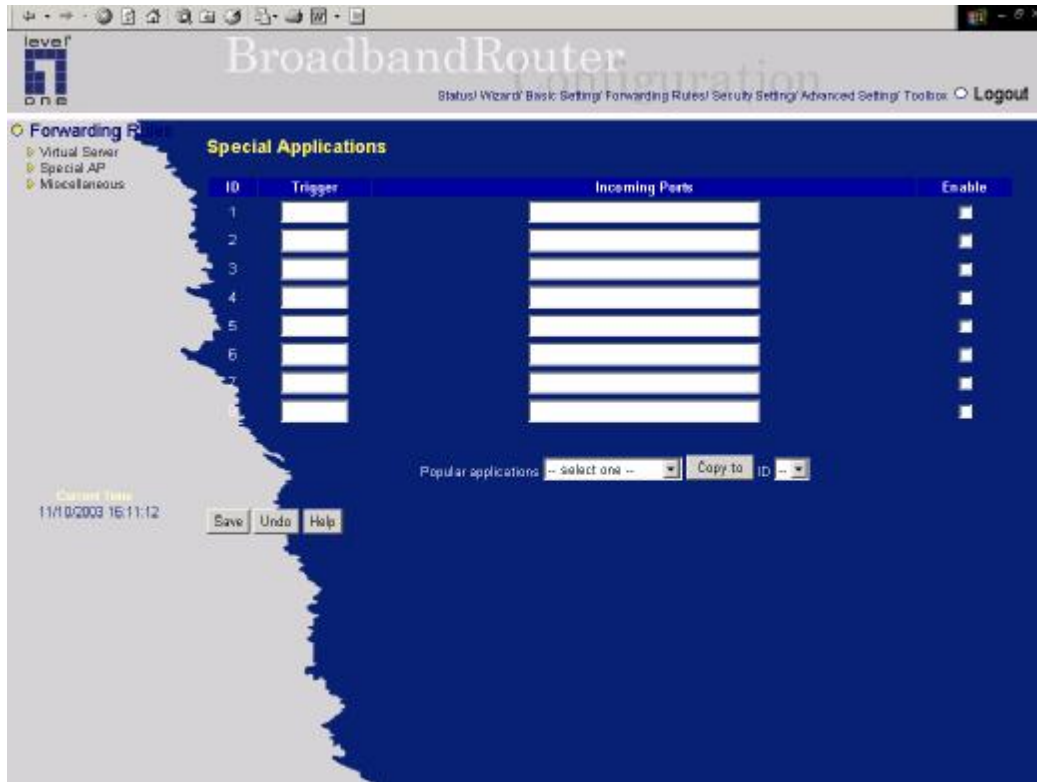 level
one
BroadbandRouter
Configuration
Status/ Wizard/ Basic Setting/ Forwarding Rules/ Security Setting/ Advanced Setting/ Toolbox Logout
Forwarding Rules
Virtual Server
Special AP
Miscellaneous
Special Applications
ID Trigger Incoming Ports Enable
1
2
3
4
5
6
7
8
Popular applications -- select one -- Copy to ID --
Current Time
11/10/2003 16:11:12
Save Undo Help